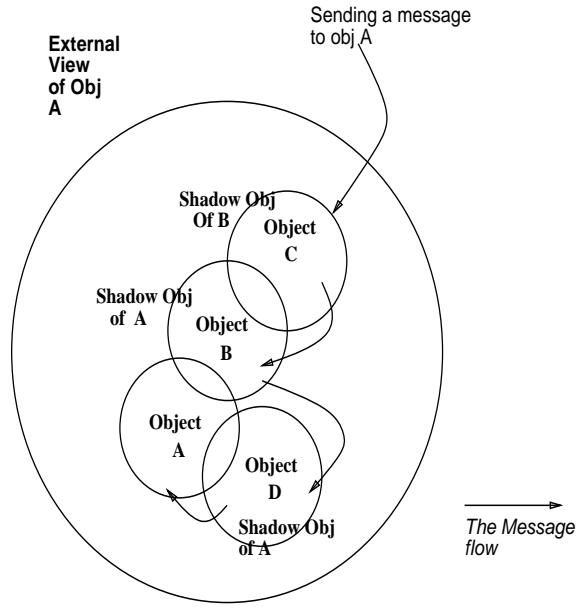 Sending a message
to obj A
External
View
of Obj
A
Shadow Obj
Of B
Object
C
Shadow Obj
of A
Object
B
Object
A
Object
D
Shadow Obj
of A
The Message
flow